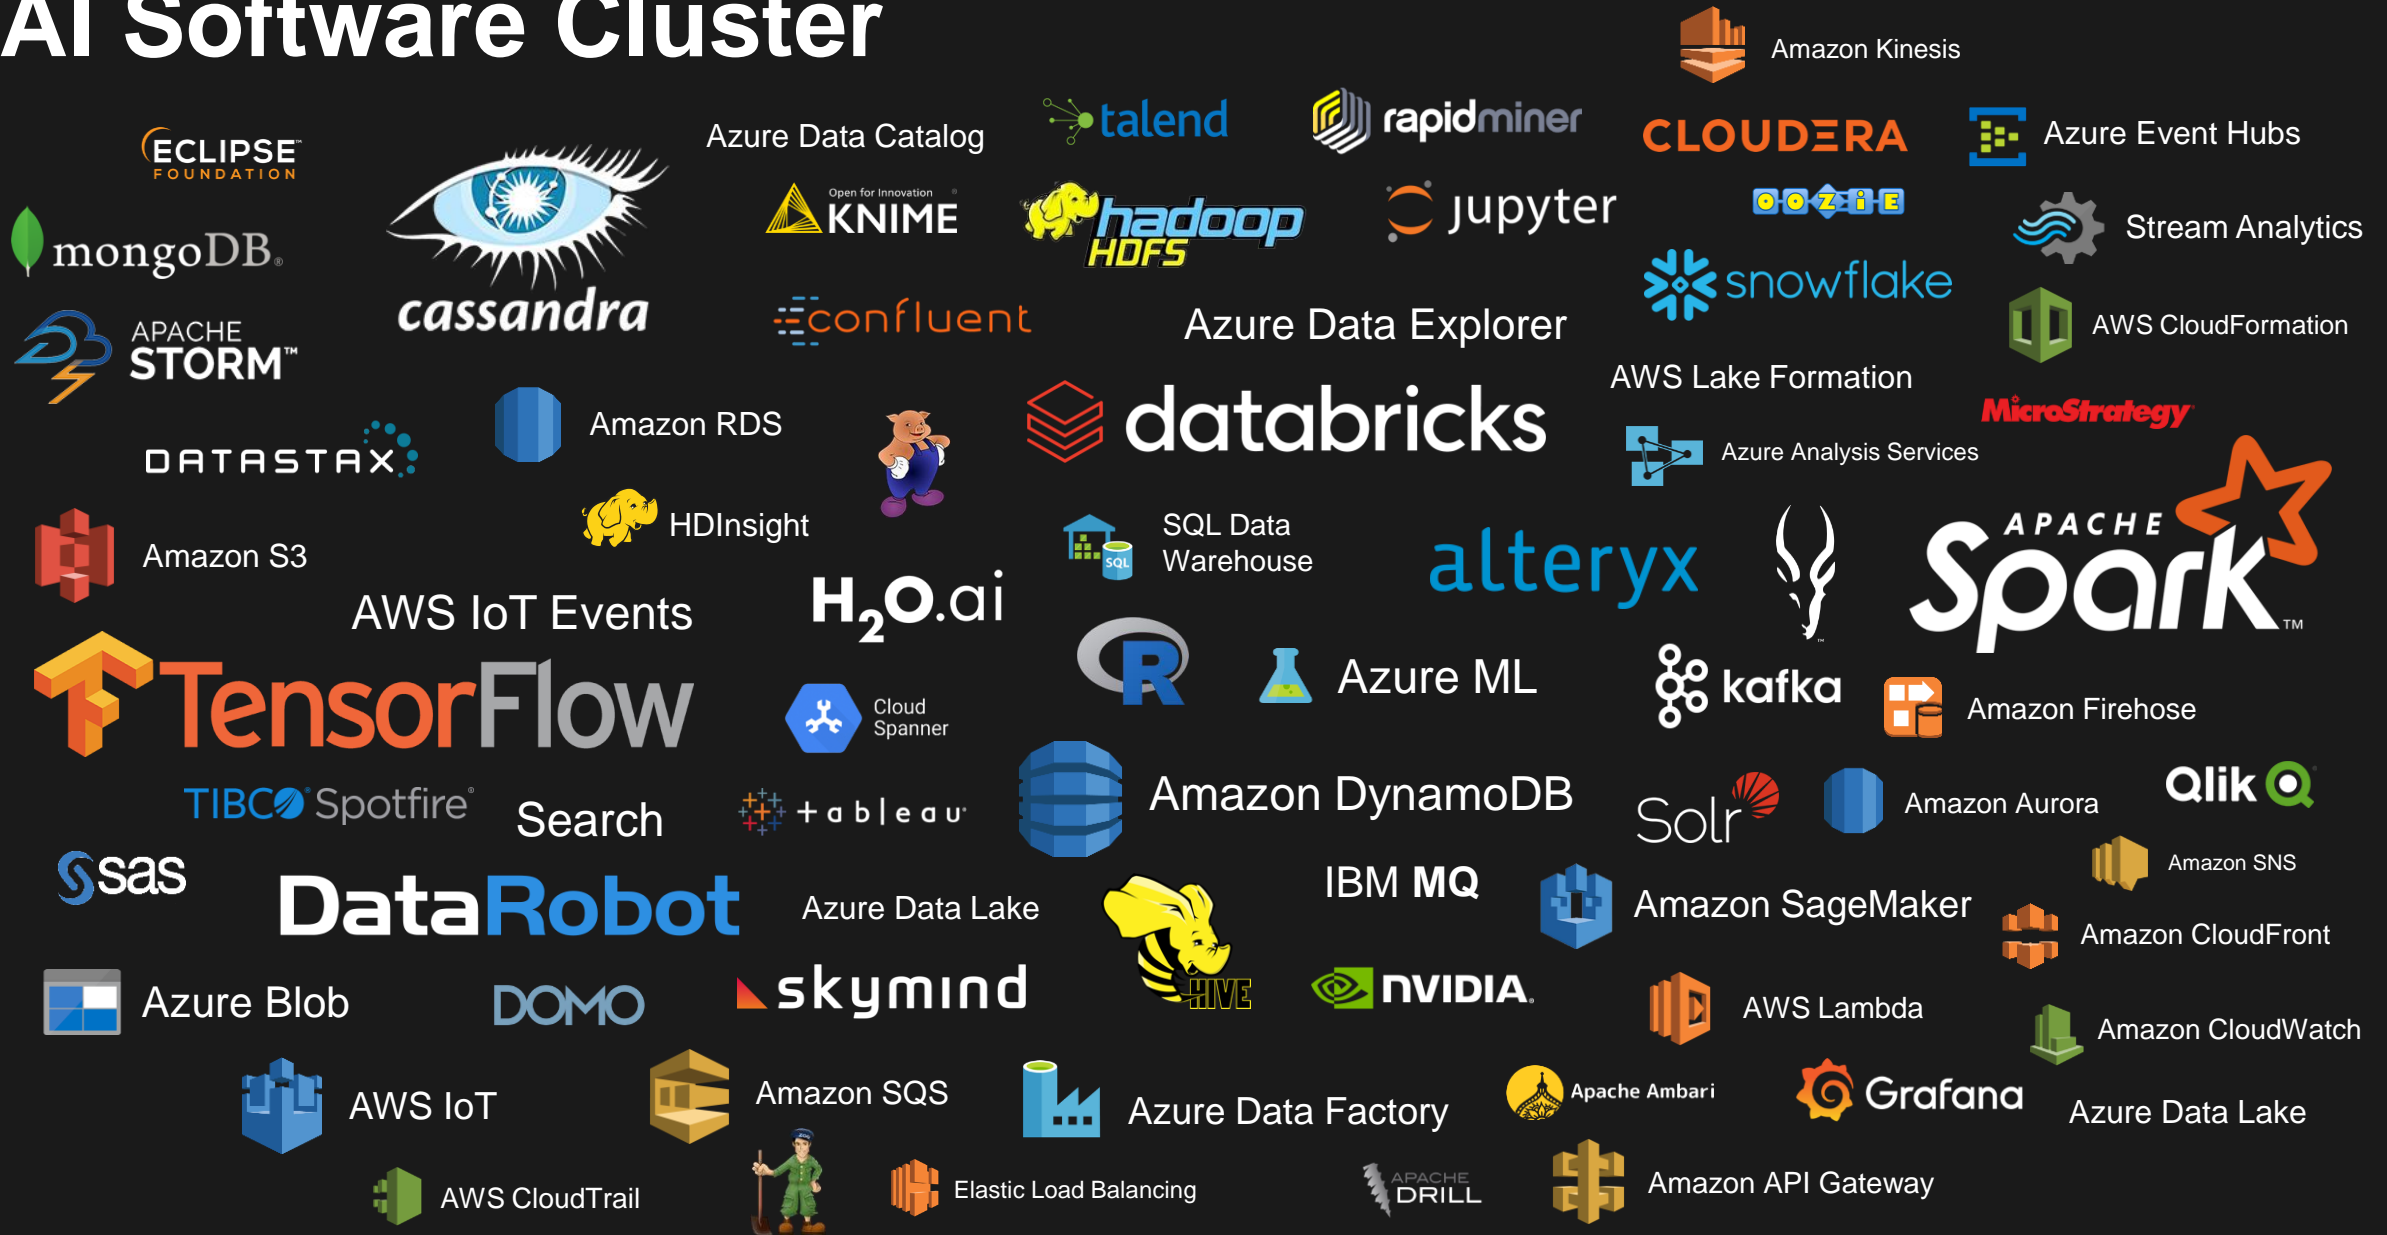 AI Software Cluster
Amazon Kinesis
talend
rapidminer
CLOUDERA
Azure Event Hubs
Azure Data Catalog
ECLIPSE™
FOUNDATION
Open for Innovation ®
KNIME
hadoop
HDFS
jupyter
OOZiE
Stream Analytics
mongoDB®
cassandra
confluent
Azure Data Explorer
snowflake
AWS CloudFormation
APACHE
STORM™
AWS Lake Formation
MicroStrategy
Amazon RDS
databricks
Azure Analysis Services
DATASTAX
HDInsight
SQL
SQL Data
Warehouse
alteryx
APACHE
Spark™
Amazon S3
AWS IoT Events
H2O.ai
R
Azure ML
kafka
Amazon Firehose
TensorFlow
Cloud
Spanner
TIBCO® Spotfire®
Search
+ableau®
Amazon DynamoDB
Solr
Amazon Aurora
Qlik
sas
DataRobot
Azure Data Lake
HIVE
IBM MQ
Amazon SageMaker
Amazon SNS
Amazon CloudFront
Azure Blob
DOMO
skymind
NVIDIA®
AWS Lambda
Amazon CloudWatch
AWS IoT
Amazon SQS
Azure Data Factory
Apache Ambari
Grafana
Azure Data Lake
AWS CloudTrail
Elastic Load Balancing
APACHE
DRILL
Amazon API Gateway